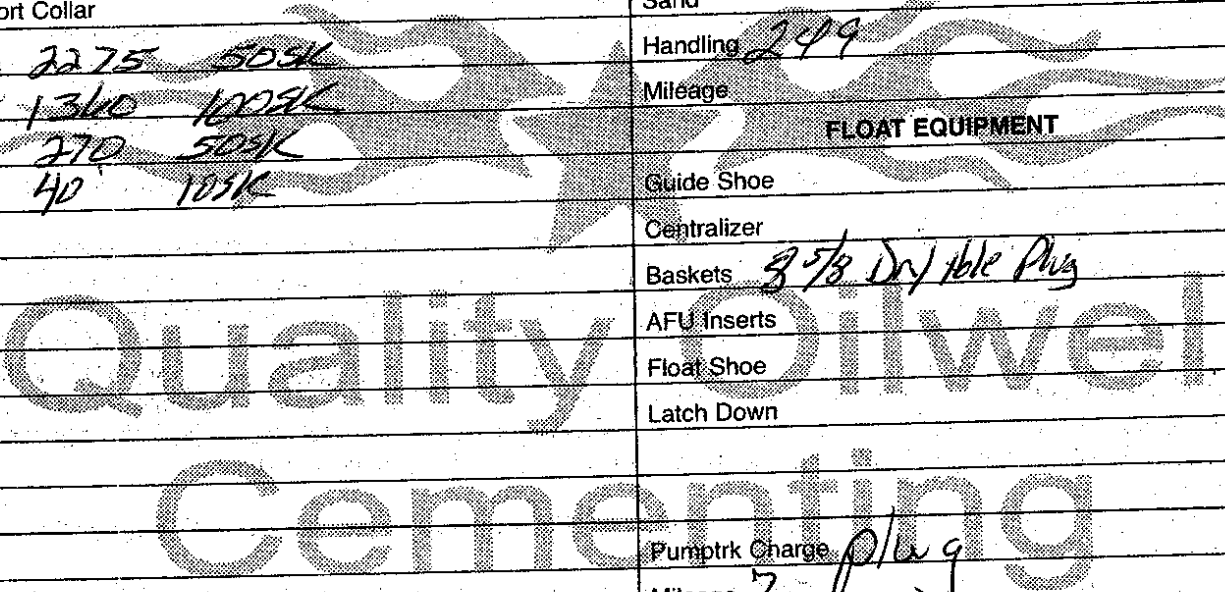 ort Collar
2275 50SK
1360 100SK
270 50SK
40 10SK
Sand
Handling 249
Mileage
FLOAT EQUIPMENT
Guide Shoe
Centralizer
Baskets 8 5/8 Dry hole Plug
AFU Inserts
Float Shoe
Latch Down
Quality Oilwel
Cementing
Pumptrk Charge plug
Mileage